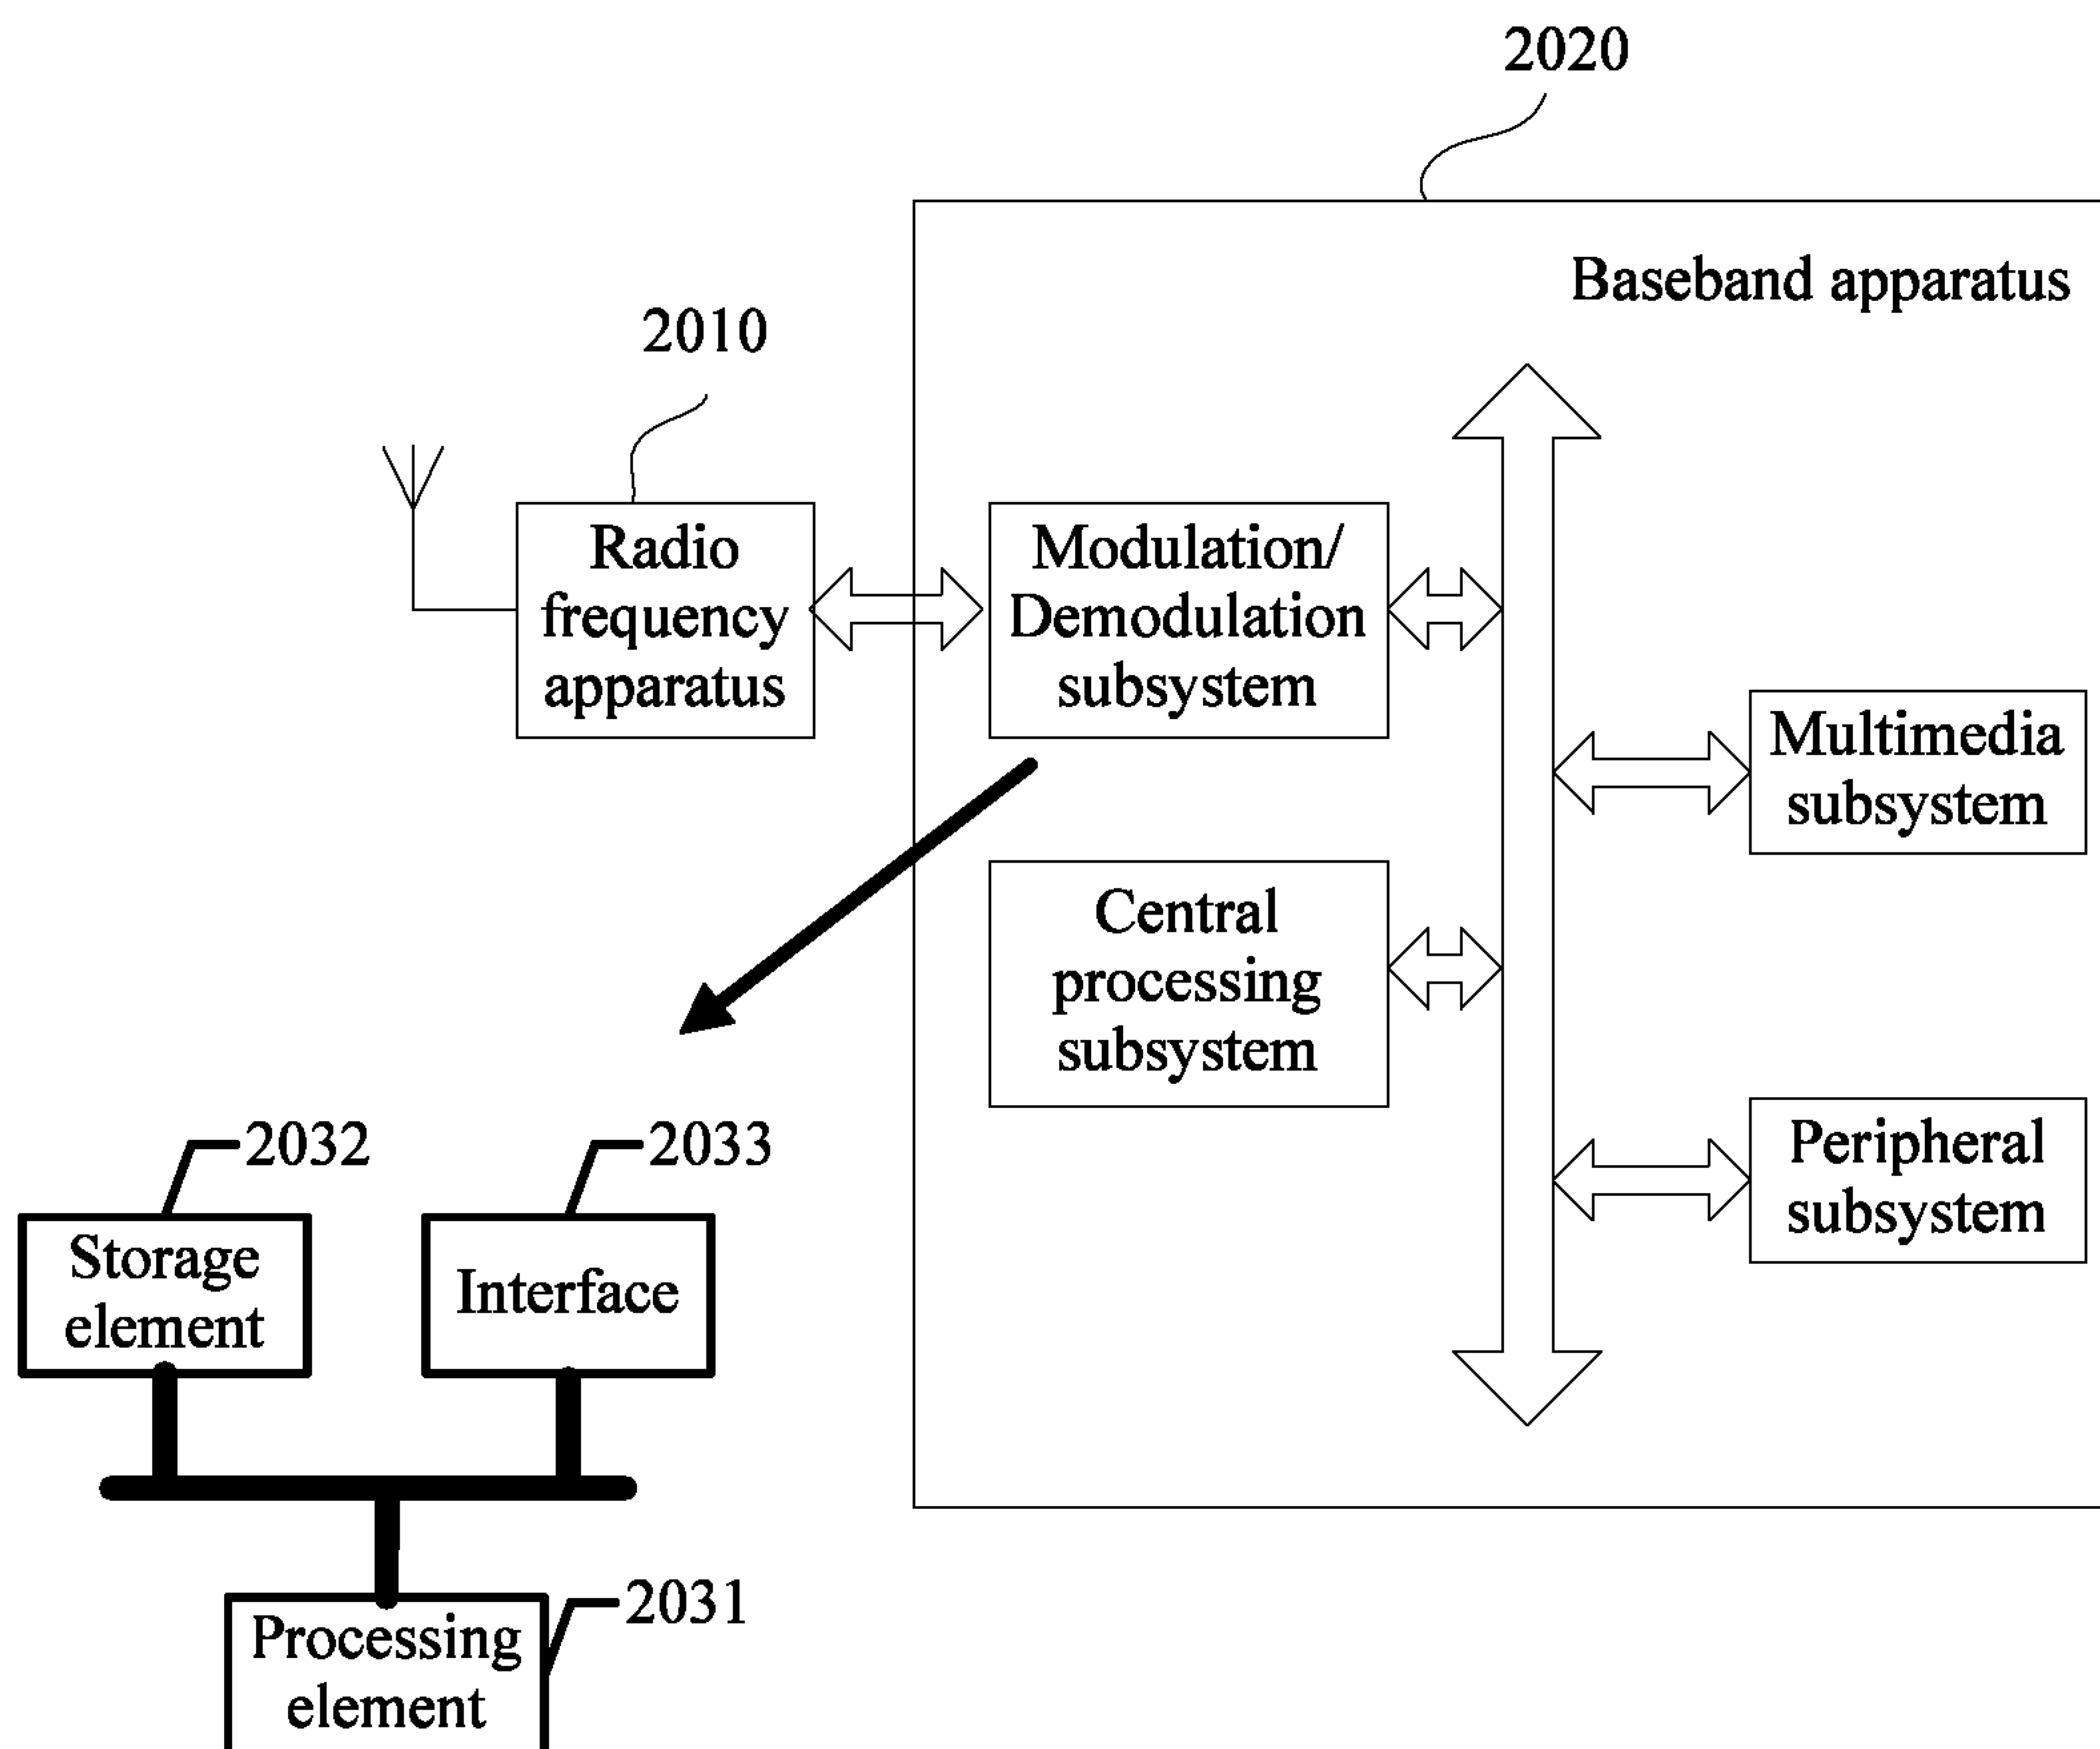 2020
Baseband apparatus
2010
Radio
frequency
apparatus
Modulation/
Demodulation
subsystem
Multimedia
subsystem
Central
processing
subsystem
Peripheral
subsystem
2032
2033
Storage
element
Interface
2031
Processing
element